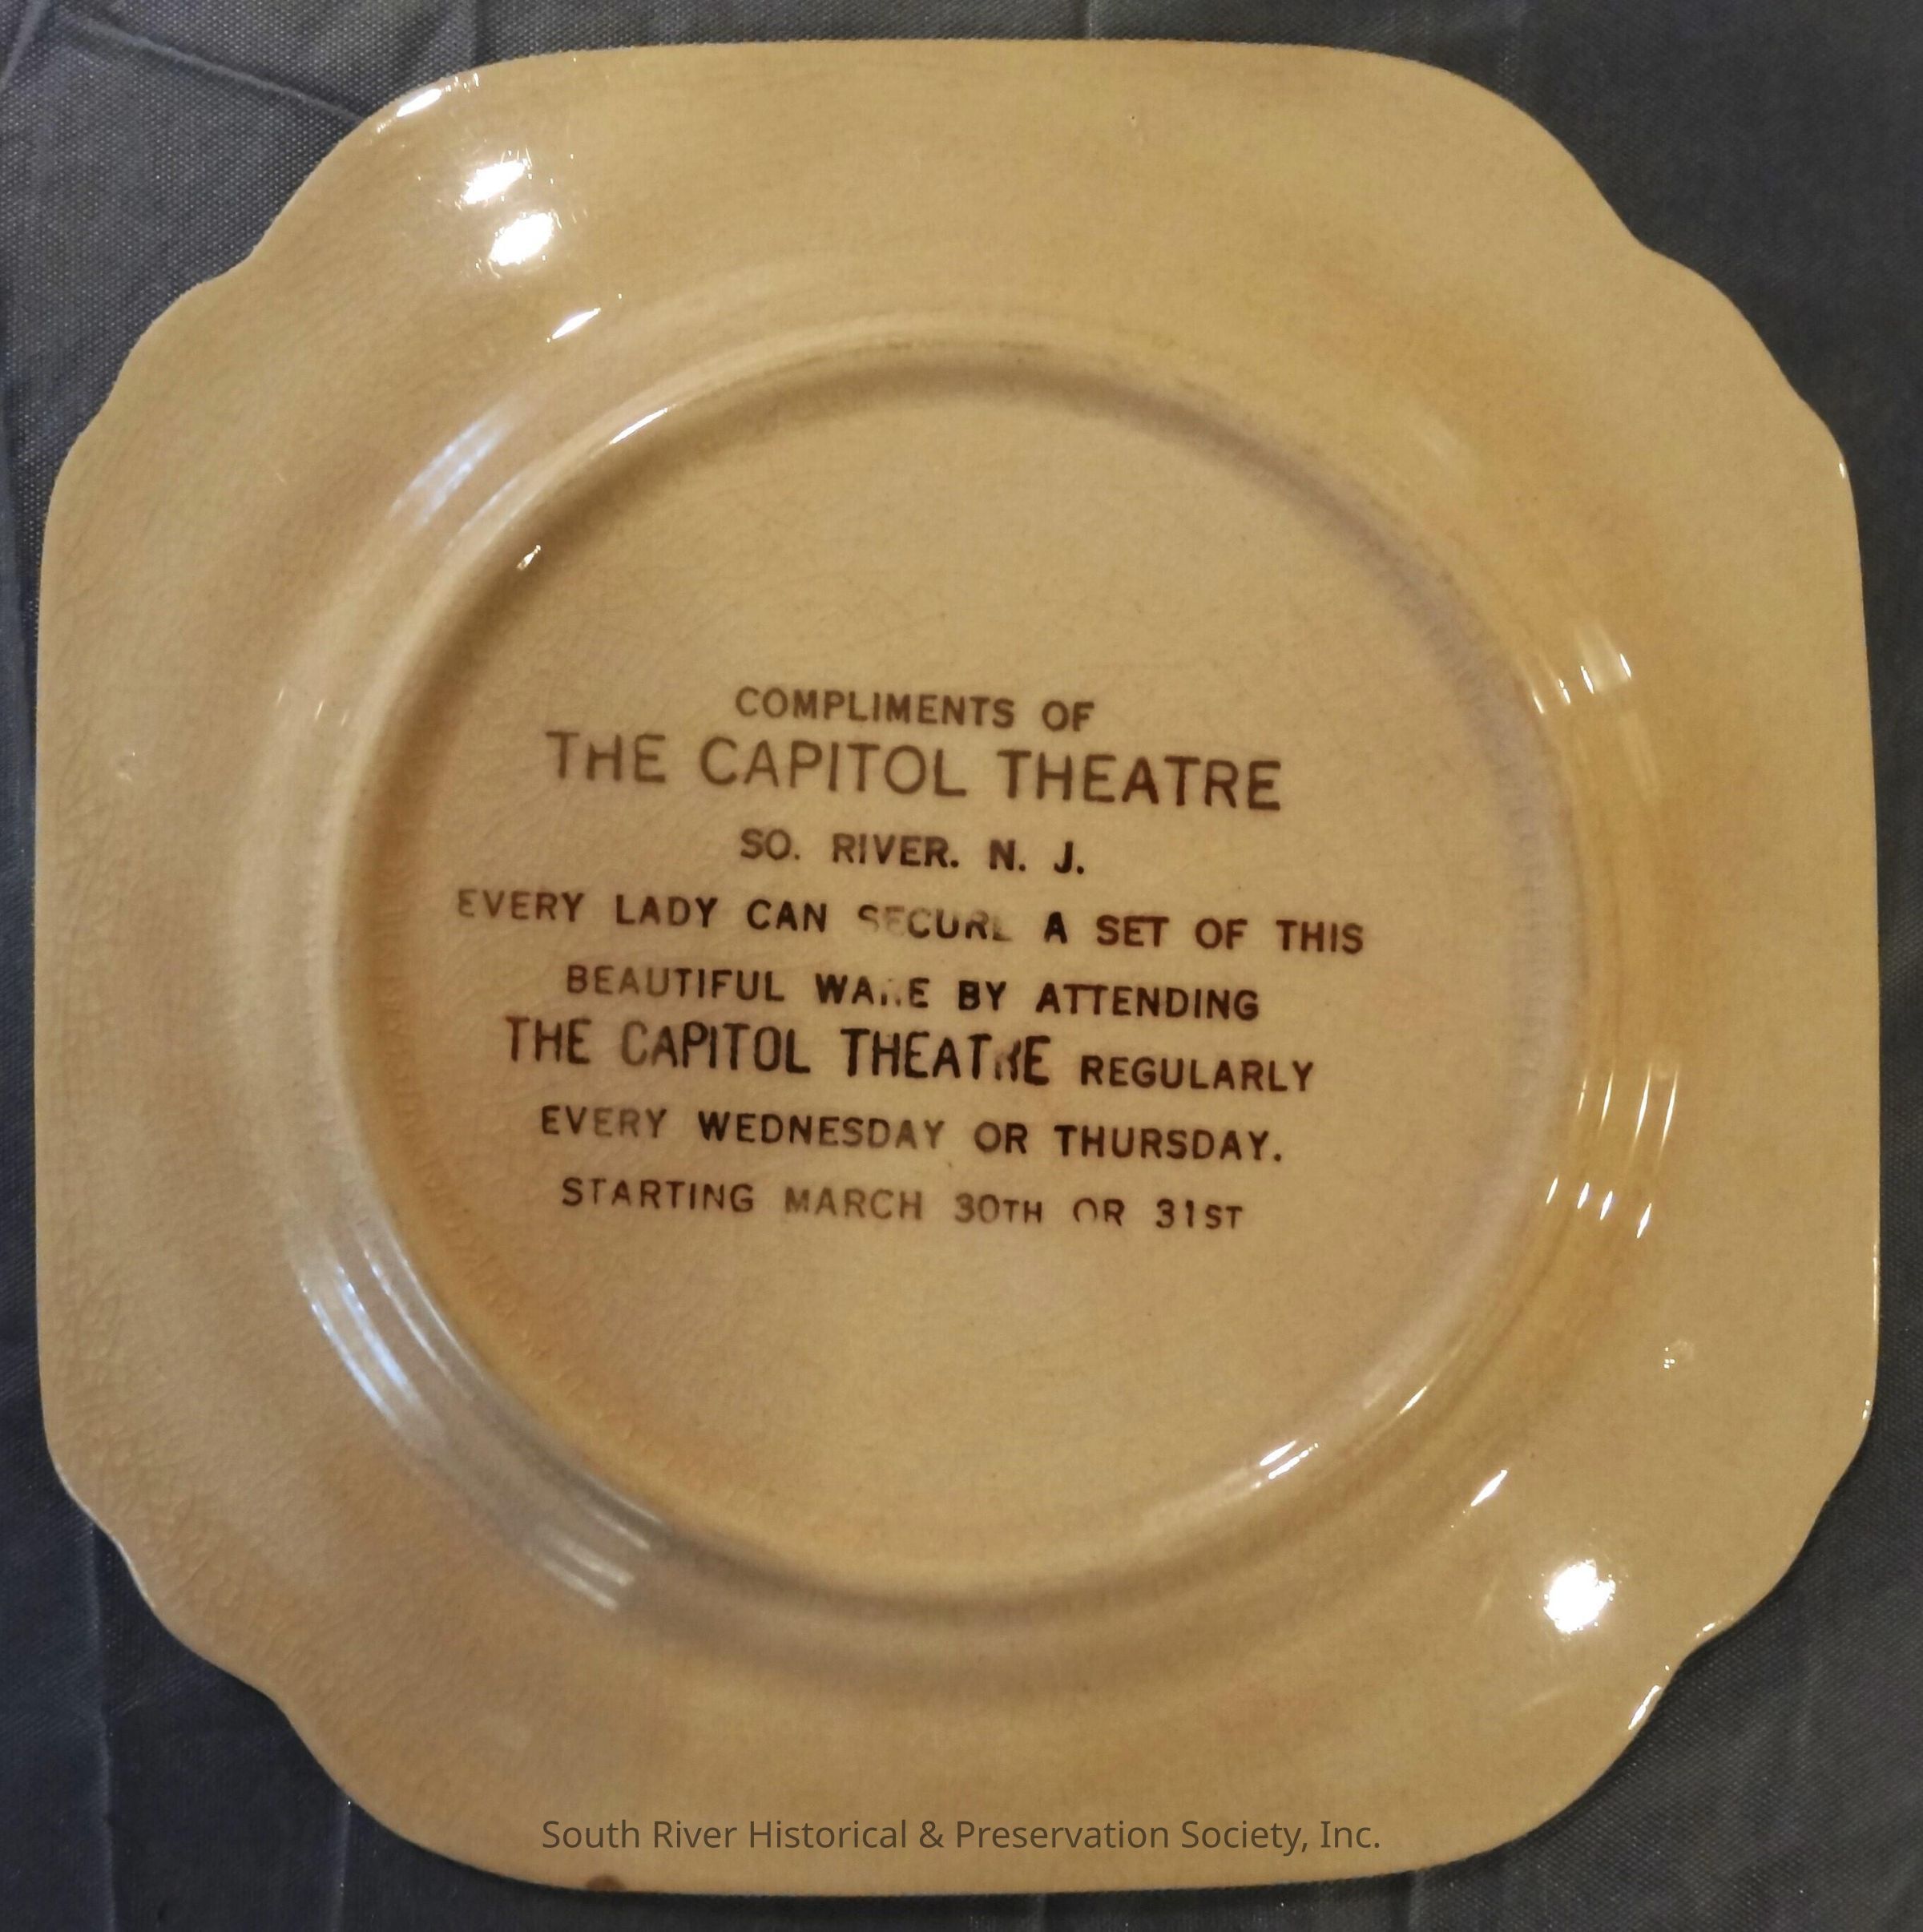 COMPLIMENTS OF
THE CAPITOL THEATRE
SO. RIVER. N. J.
EVERY LADY CAN SECURE A SET OF THIS
BEAUTIFUL WARE BY ATTENDING
THE CAPITOL THEATRE REGULARLY
EVERY WEDNESDAY OR THURSDAY.
STARTING MARCH 30TH OR 31ST
South River Historical & Preservation Society, Inc.